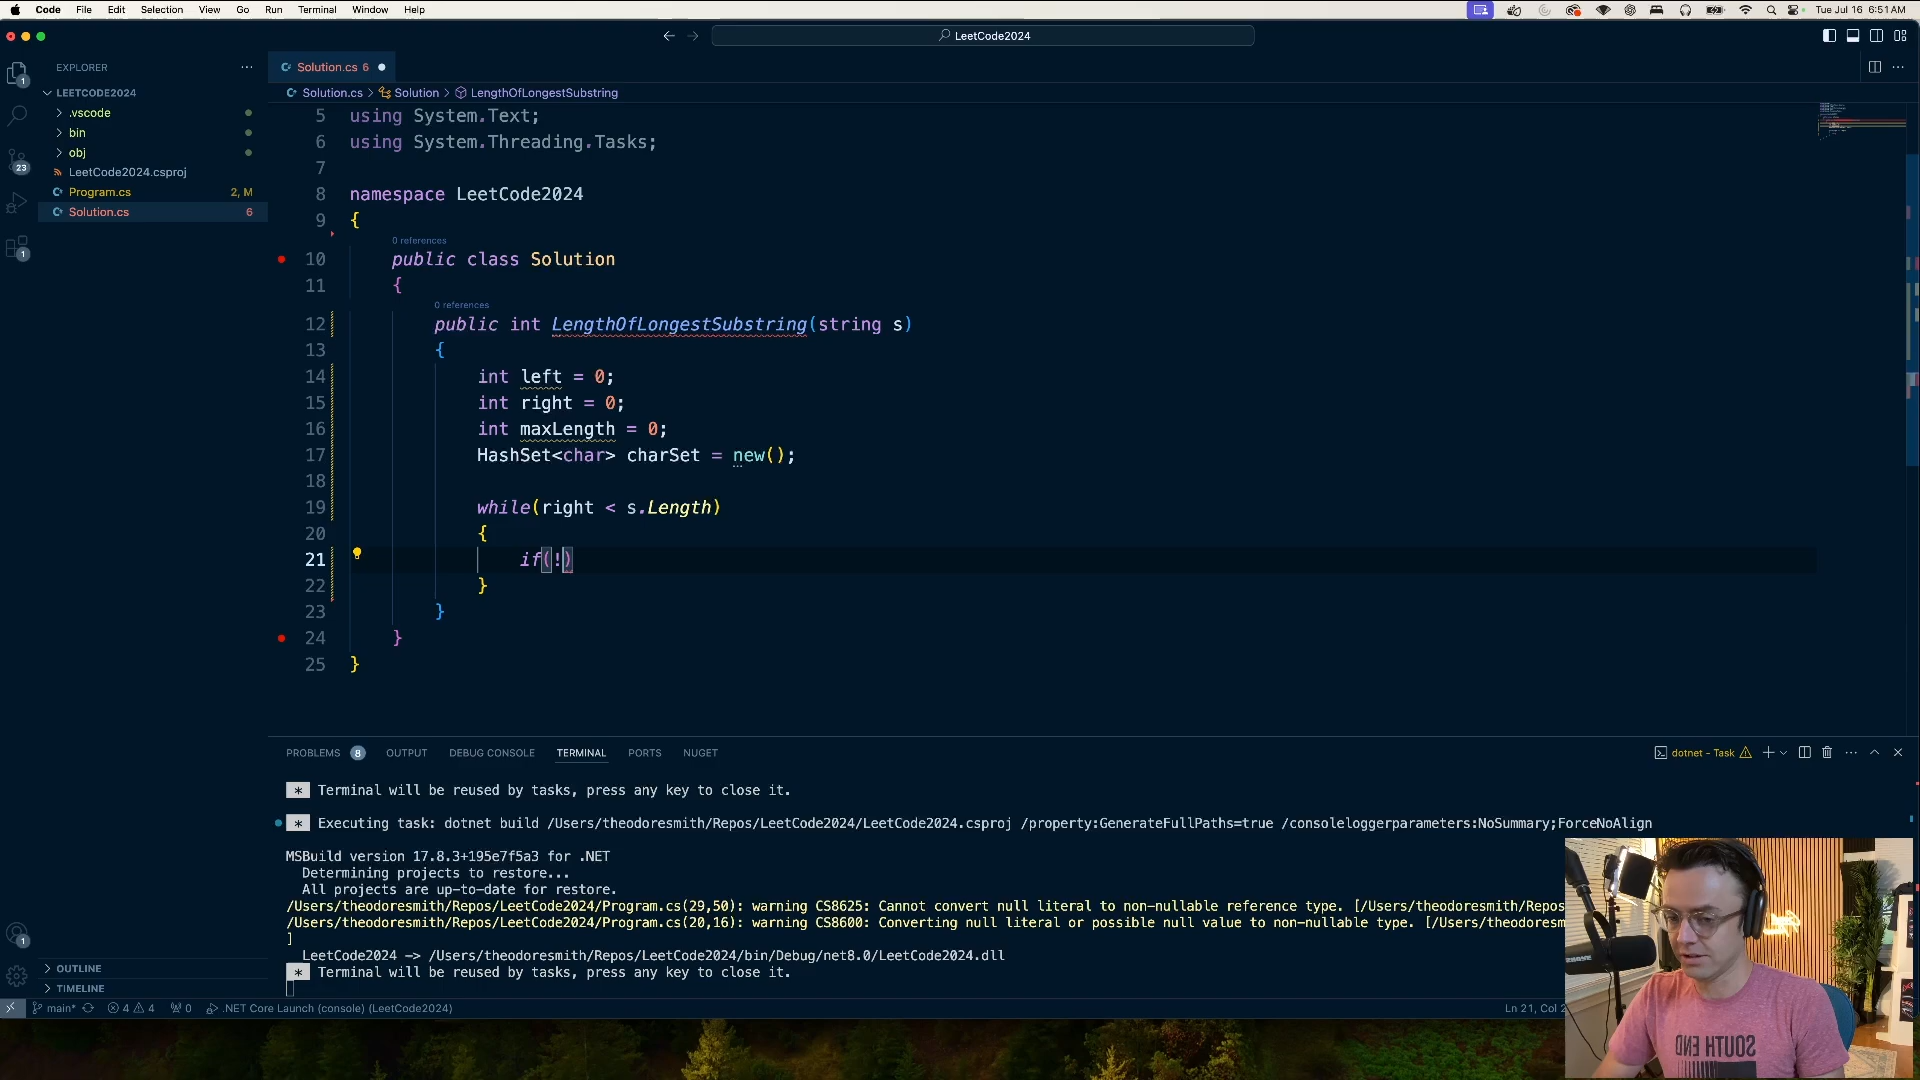 Code File Edit Selection View Go Run Terminal Window Help Tue Jul 16 6:51 AM
LeetCode2024
EXPLORER
Solution.cs 6
LEETCODE2024
Solution.cs > Solution > LengthOfLongestSubstring
.vscode
bin
obj
LeetCode2024.csproj
Program.cs 2, M
Solution.cs 6
1
23
1
5 using System.Text;
6 using System.Threading.Tasks;
7
8 namespace LeetCode2024
9 {
0 references
10 public class Solution
11 {
0 references
12 public int LengthOfLongestSubstring(string s)
13 {
14 int left = 0;
15 int right = 0;
16 int maxLength = 0;
17 HashSet<char> charSet = new();
18
19 while(right < s.Length)
20 {
21 if(!)
22 }
23 }
24 }
25 }
PROBLEMS 8 OUTPUT DEBUG CONSOLE TERMINAL PORTS NUGET
dotnet - Task
* Terminal will be reused by tasks, press any key to close it.
* Executing task: dotnet build /Users/theodoresmith/Repos/LeetCode2024/LeetCode2024.csproj /property:GenerateFullPaths=true /consoleloggerparameters:NoSummary;ForceNoAlign
MSBuild version 17.8.3+195e7f5a3 for .NET
Determining projects to restore...
All projects are up-to-date for restore.
/Users/theodoresmith/Repos/LeetCode2024/Program.cs(29,50): warning CS8625: Cannot convert null literal to non-nullable reference type. [/Users/theodoresmith/Repos
/Users/theodoresmith/Repos/LeetCode2024/Program.cs(20,16): warning CS8600: Converting null literal or possible null value to non-nullable type. [/Users/theodoresm
]
LeetCode2024 -> /Users/theodoresmith/Repos/LeetCode2024/bin/Debug/net8.0/LeetCode2024.dll
* Terminal will be reused by tasks, press any key to close it.
1
OUTLINE
TIMELINE
main* 4 4 0 .NET Core Launch (console) (LeetCode2024) Ln 21, Col 2
SOUTH END